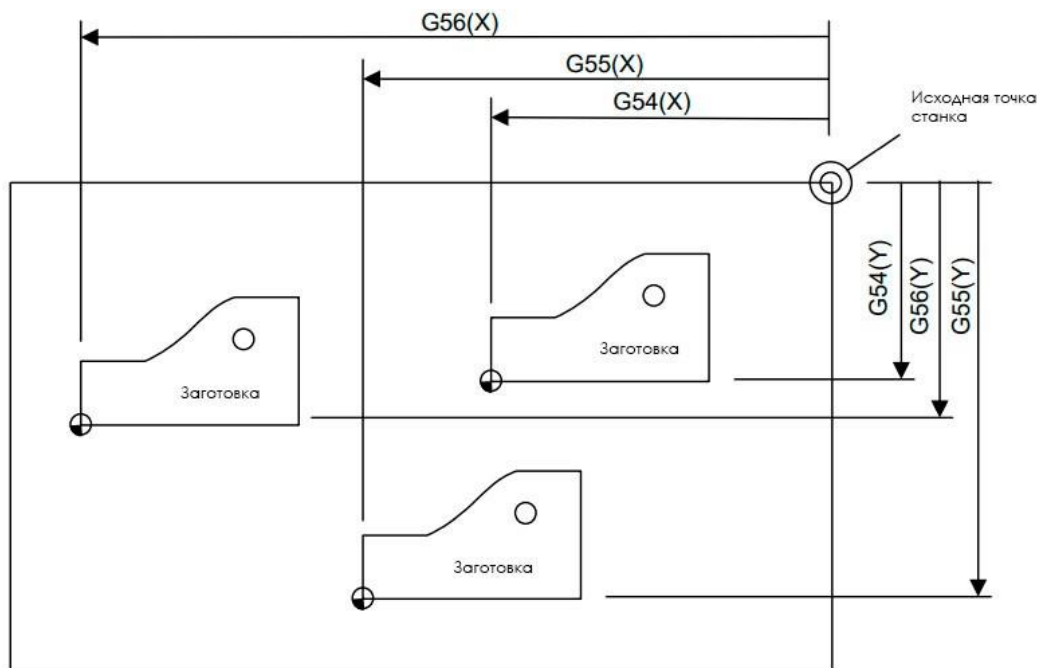 G56(X)
G55(X)
G54(X)
Исходная точка
станка
G54(Y)
G56(Y)
G55(Y)
Заготовка
Заготовка
Заготовка